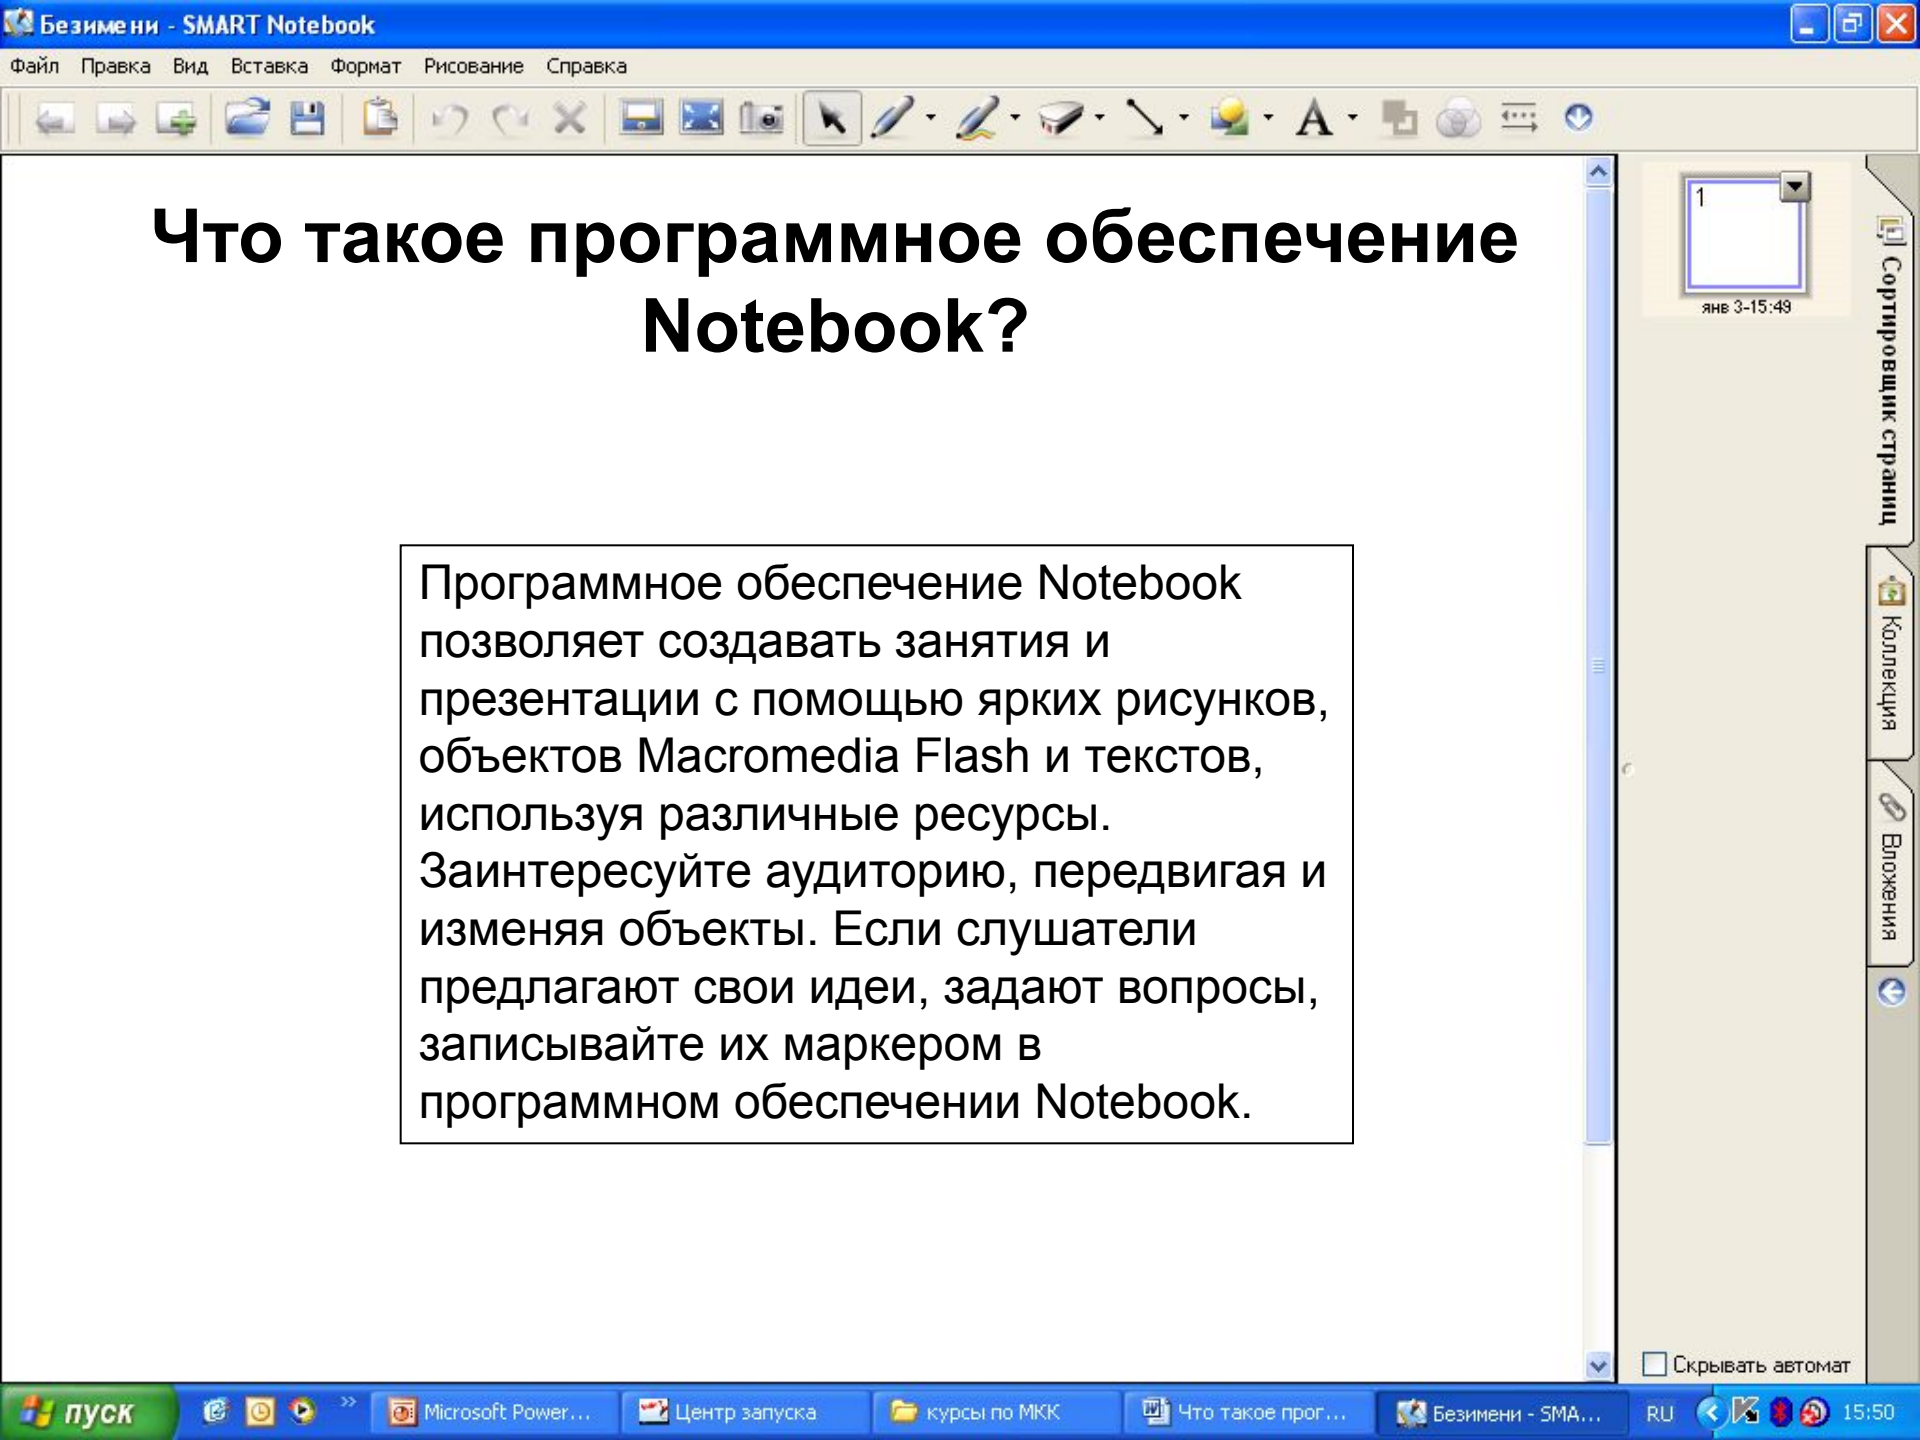 Безимени - SMART Notebook
Файл Правка Вид Вставка Формат Рисование Справка
A
Что такое программное обеспечение
Notebook?
Программное обеспечение Notebook
позволяет создавать занятия и
презентации с помощью ярких рисунков,
объектов Macromedia Flash и текстов,
используя различные ресурсы.
Заинтересуйте аудиторию, передвигая и
изменяя объекты. Если слушатели
предлагают свои идеи, задают вопросы,
записывайте их маркером в
программном обеспечении Notebook.
1
янв 3-15:49
Сортировщик страниц
Коллекция
Вложения
Скрывать автомат
пуск
Microsoft Power...
Центр запуска
курсы по МКК
Что такое прог...
Безимени - SMA...
RU
15:50